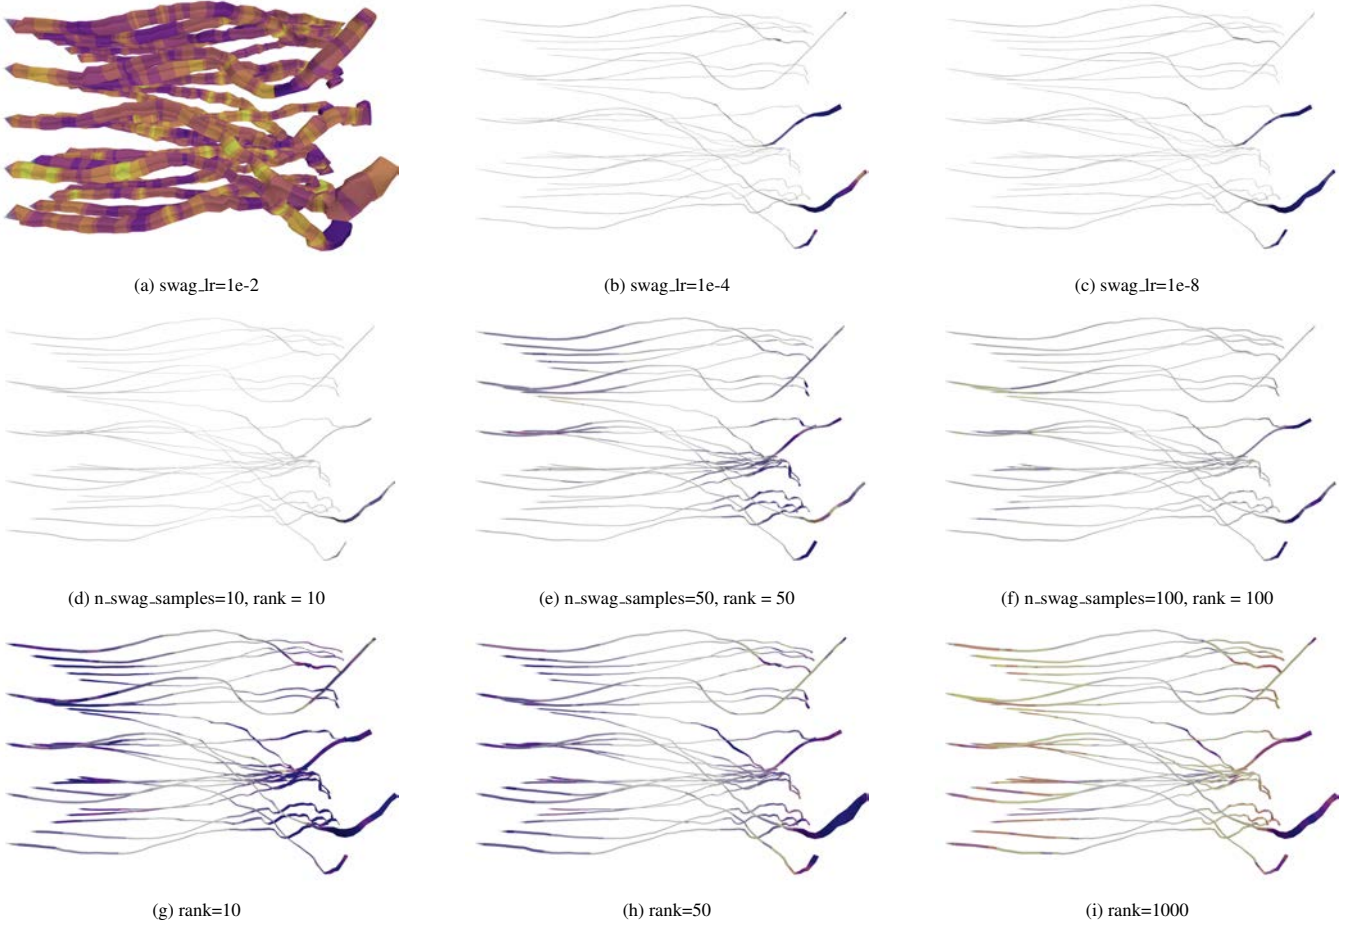 (a) swag_lr=1e-2
(b) swag_lr=1e-4
(c) swag_lr=1e-8
(d) n_swag_samples=10, rank = 10
(e) n_swag_samples=50, rank = 50
(f) n_swag_samples=100, rank = 100
(g) rank=10
(h) rank=50
(i) rank=1000